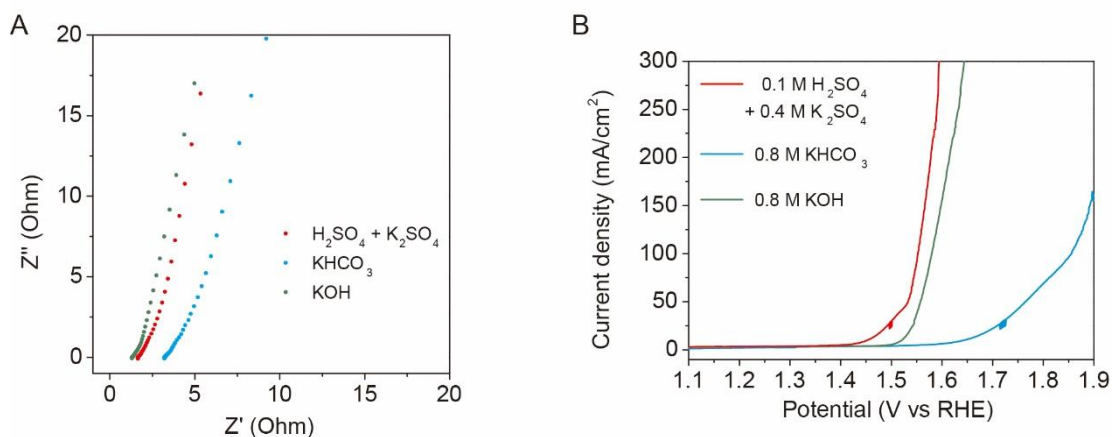 A
Z'' (Ohm)
20
15
10
5
0
H₂SO₄ + K₂SO₄
KHCO₃
KOH
0 5 10 15 20
Z' (Ohm)
B
Current density (mA/cm²)
300
250
200
150
100
50
0
0.1 M H₂SO₄
+ 0.4 M K₂SO₄
0.8 M KHCO₃
0.8 M KOH
1.1 1.2 1.3 1.4 1.5 1.6 1.7 1.8 1.9
Potential (V vs RHE)